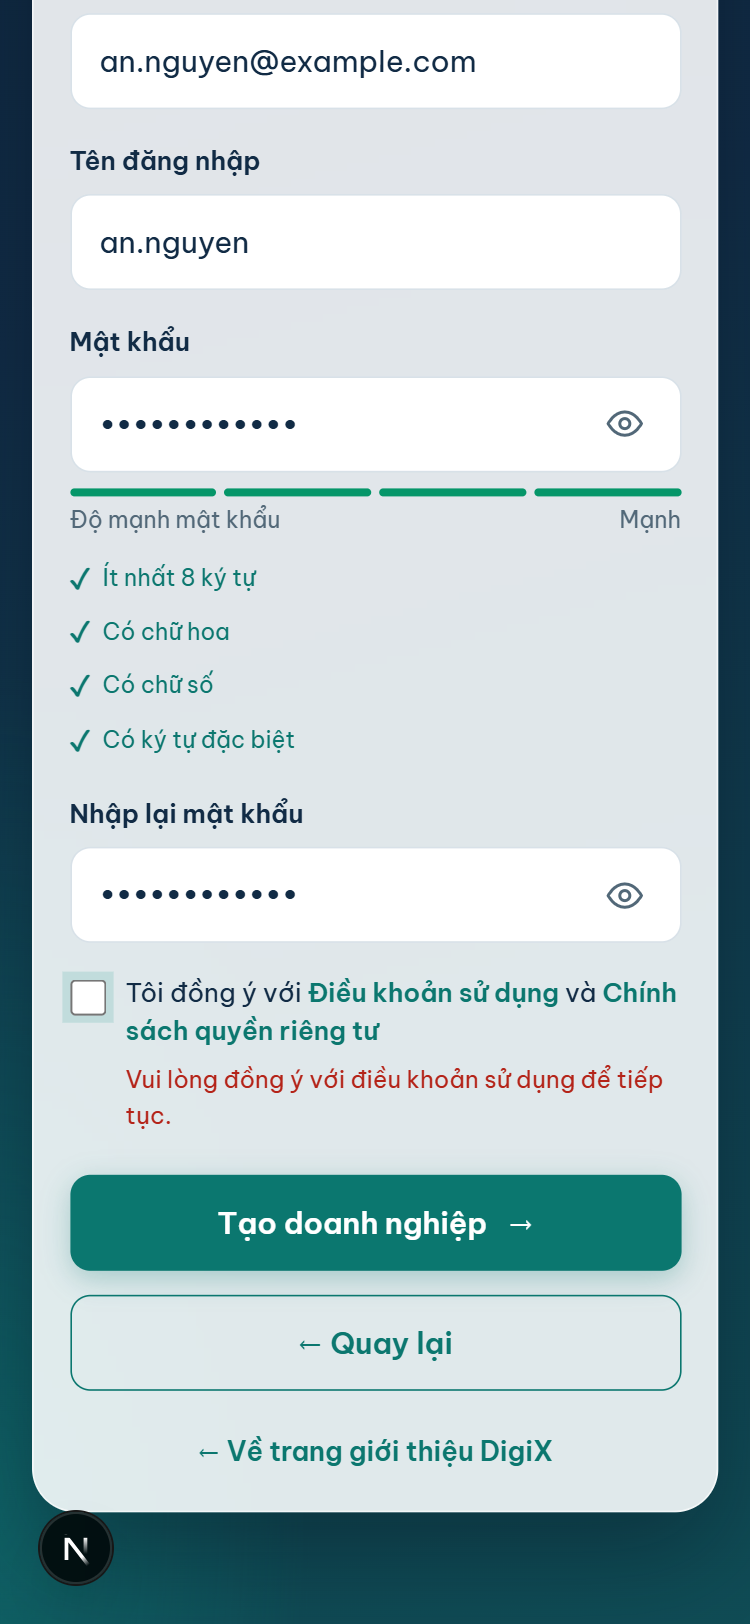 an.nguyen@example.com
Tên đăng nhập
an.nguyen
Mật khẩu
••••••••••••
Độ mạnh mật khẩu Mạnh
✓ Ít nhất 8 ký tự
✓ Có chữ hoa
✓ Có chữ số
✓ Có ký tự đặc biệt
Nhập lại mật khẩu
••••••••••••
Tôi đồng ý với Điều khoản sử dụng và Chính
sách quyền riêng tư
Vui lòng đồng ý với điều khoản sử dụng để tiếp
tục.
Tạo doanh nghiệp →
← Quay lại
← Về trang giới thiệu DigiX
N